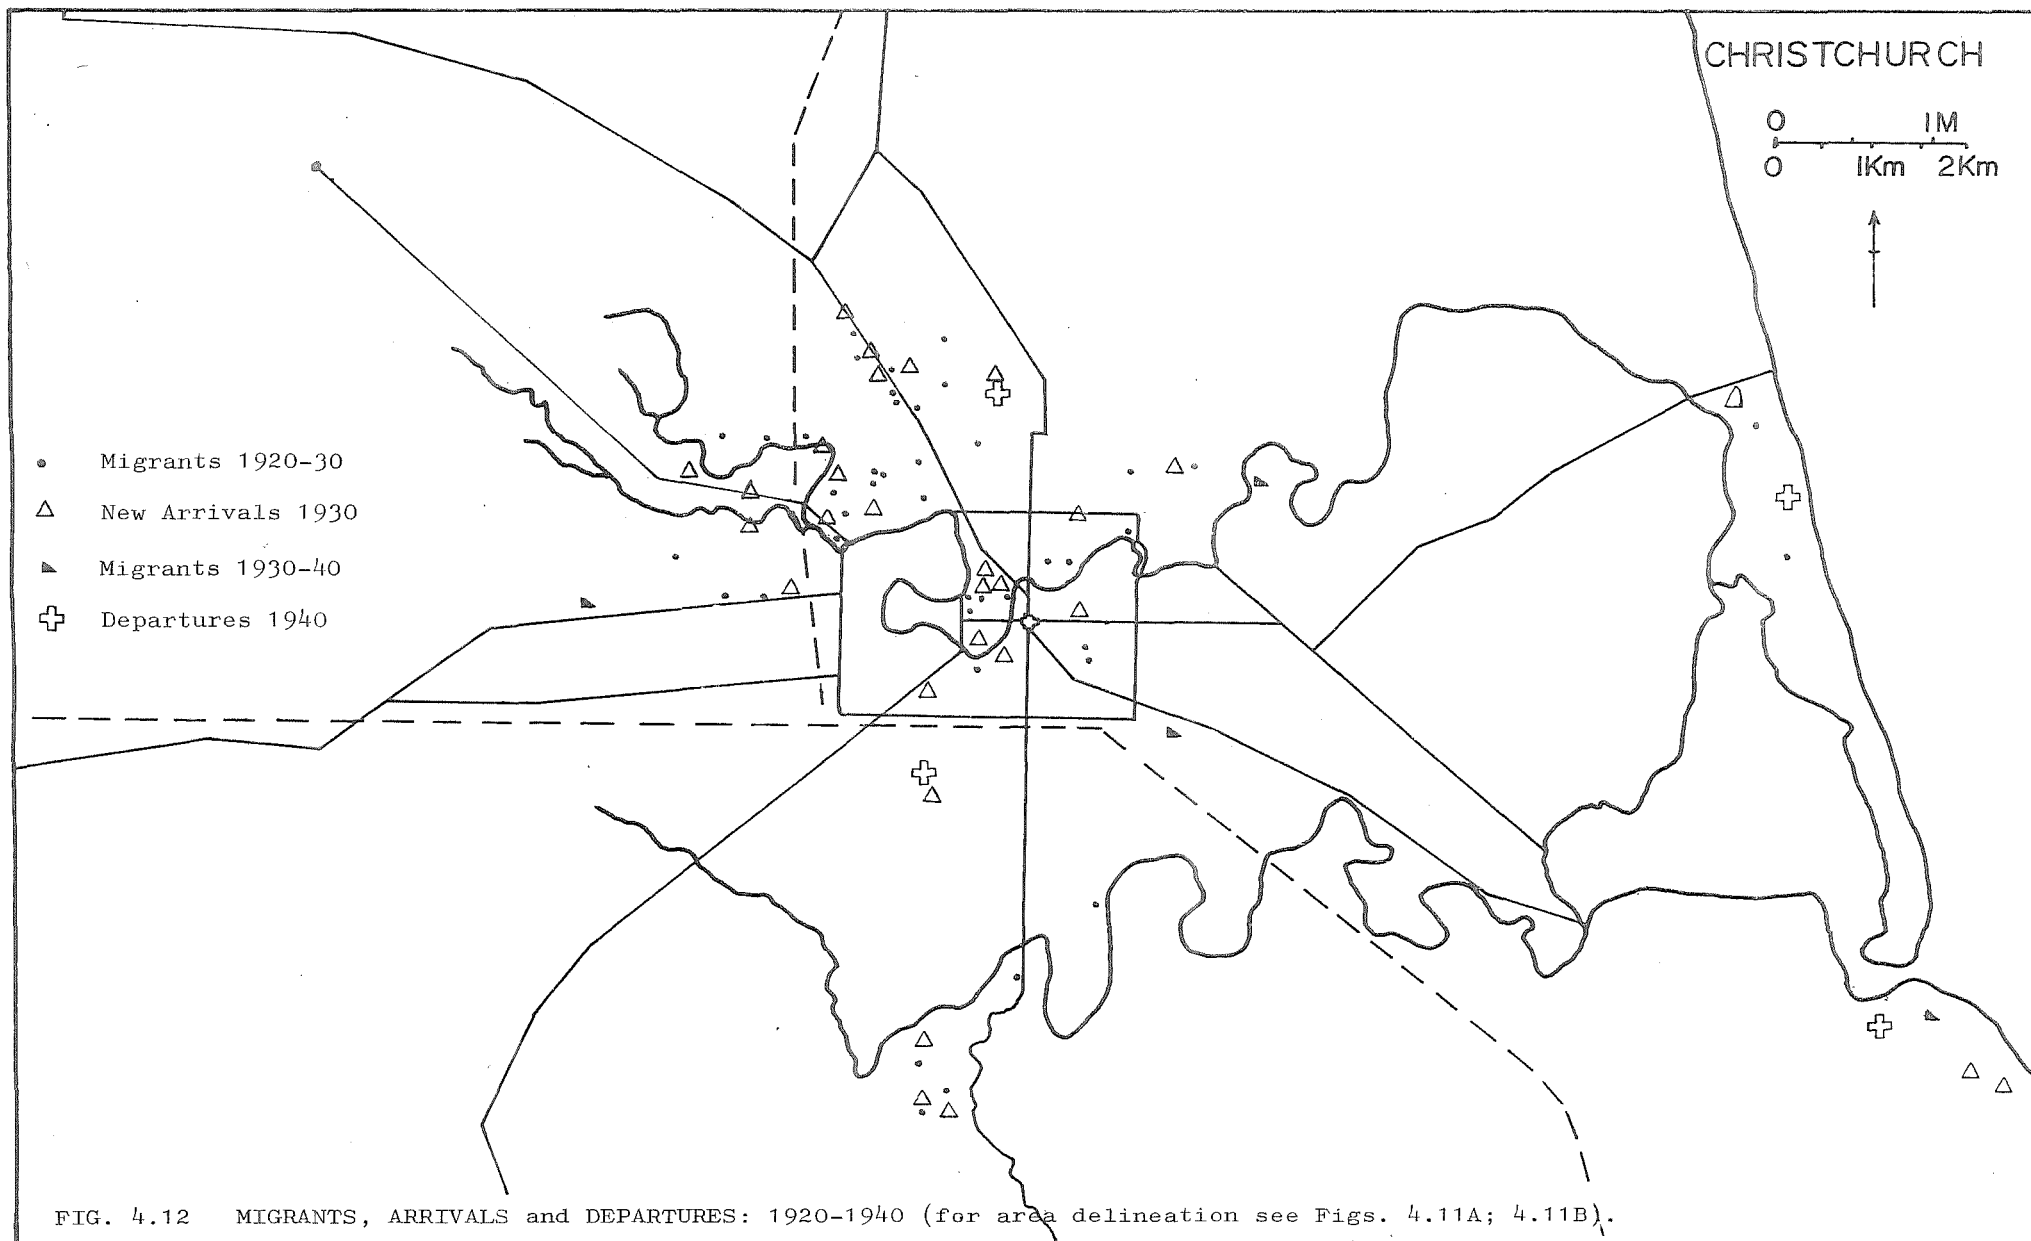 CHRISTCHURCH
0 1M
0 1Km 2Km
Migrants 1920-30
New Arrivals 1930
Migrants 1930-40
Departures 1940
FIG. 4.12 MIGRANTS, ARRIVALS and DEPARTURES: 1920-1940 (for area delineation see Figs. 4.11A; 4.11B).